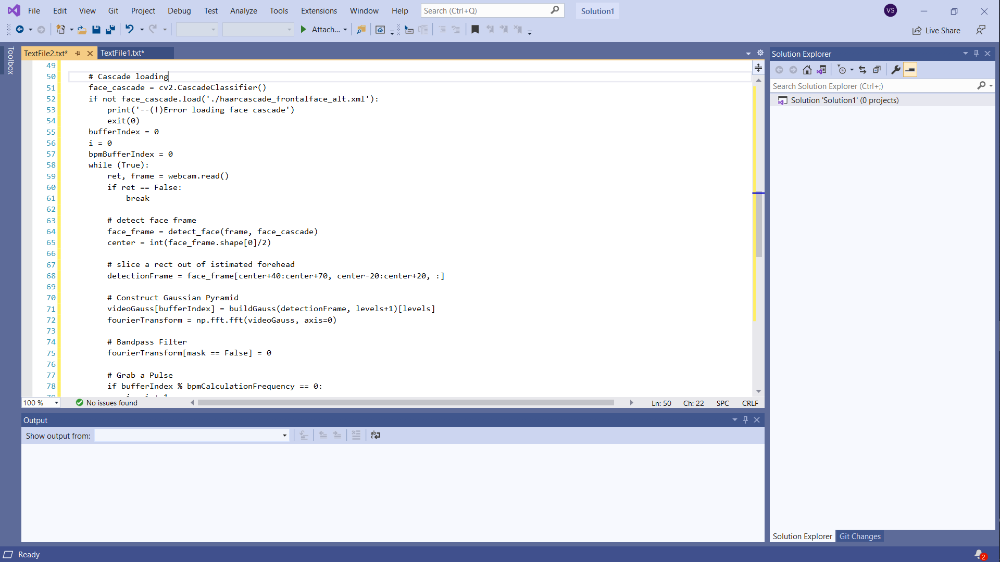 File Edit View Git Project Debug Test Analyze Tools Extensions Window Help Search (Ctrl+Q) Solution1 VS
Attach... Live Share
Toolbox
TextFile2.txt* TextFile1.txt*
49
50 # Cascade loading
51 face_cascade = cv2.CascadeClassifier()
52 if not face_cascade.load('./haarcascade_frontalface_alt.xml'):
53 print('--(!)Error loading face cascade')
54 exit(0)
55 bufferIndex = 0
56 i = 0
57 bpmBufferIndex = 0
58 while (True):
59 ret, frame = webcam.read()
60 if ret == False:
61 break
62
63 # detect face frame
64 face_frame = detect_face(frame, face_cascade)
65 center = int(face_frame.shape[0]/2)
66
67 # slice a rect out of istimated forehead
68 detectionFrame = face_frame[center+40:center+70, center-20:center+20, :]
69
70 # Construct Gaussian Pyramid
71 videoGauss[bufferIndex] = buildGauss(detectionFrame, levels+1)[levels]
72 fourierTransform = np.fft.fft(videoGauss, axis=0)
73
74 # Bandpass Filter
75 fourierTransform[mask == False] = 0
76
77 # Grab a Pulse
78 if bufferIndex % bpmCalculationFrequency == 0:
100 % No issues found Ln: 50 Ch: 22 SPC CRLF
Output
Show output from:
Solution Explorer
Search Solution Explorer (Ctrl+;)
Solution 'Solution1' (0 projects)
Solution Explorer Git Changes
Ready 2